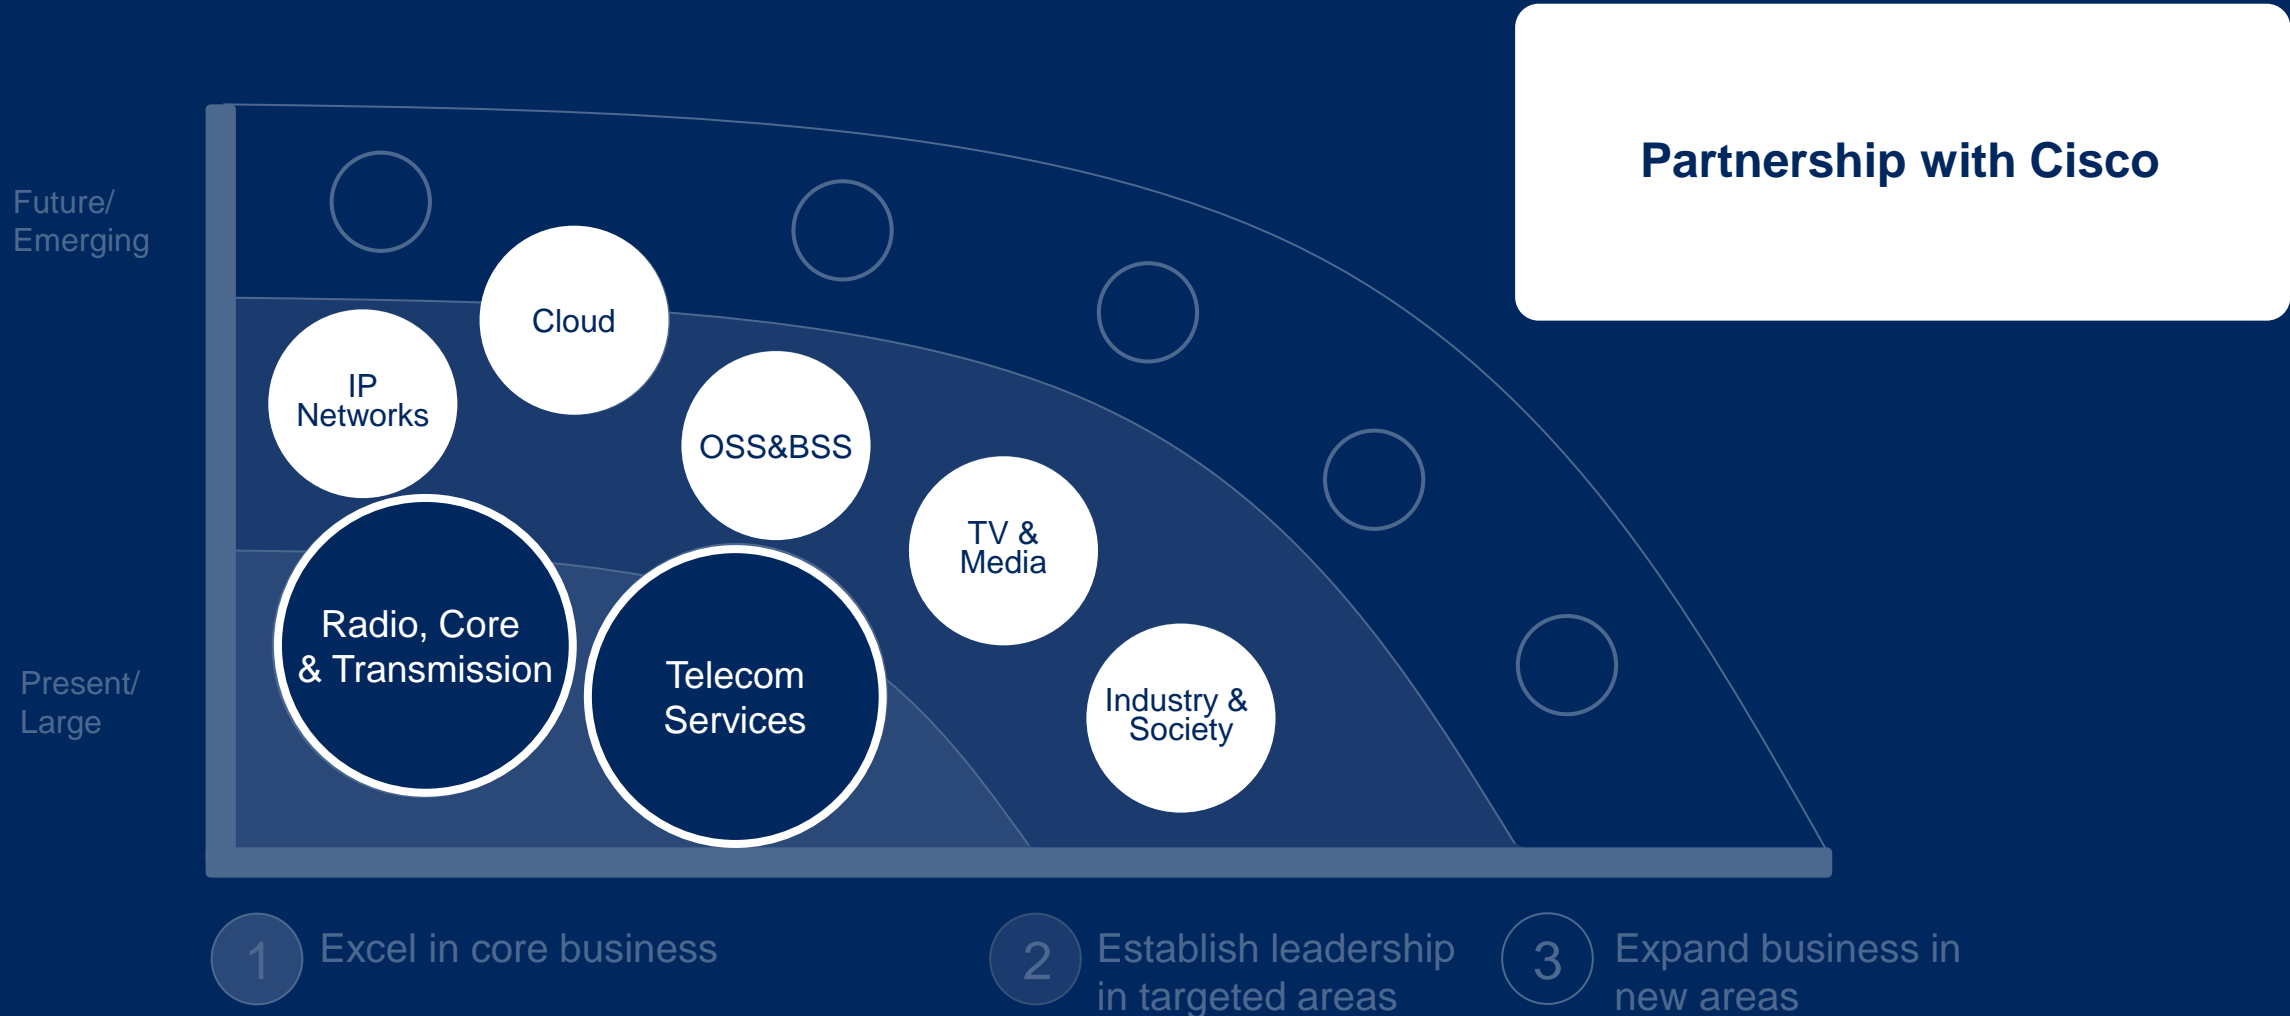 Partnership with Cisco
Future/
Emerging
Cloud
IP
Networks
OSS&BSS
TV &
Media
Radio, Core
& Transmission
Telecom
Services
Industry &
Society
Present/
Large
1 Excel in core business
2 Establish leadership
in targeted areas
3 Expand business in
new areas